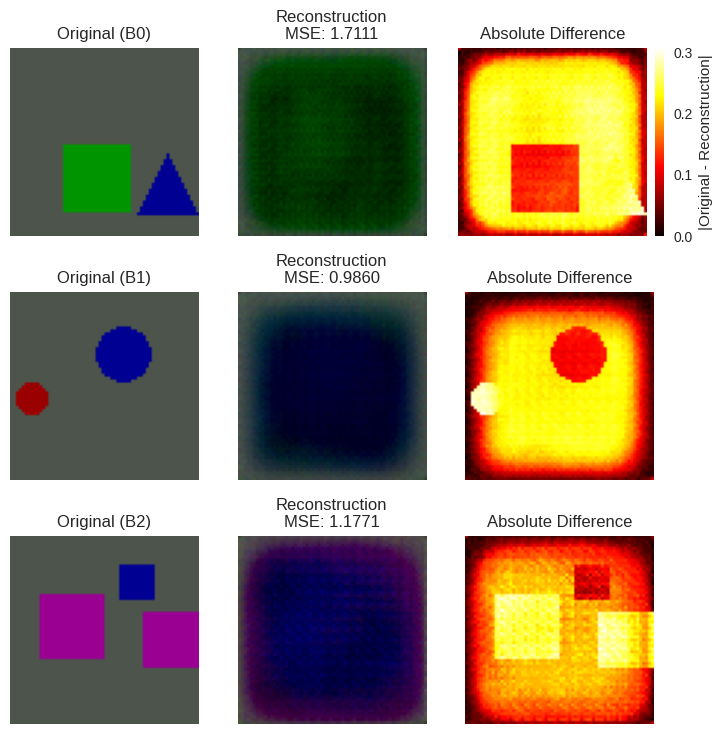 Original (B0)
Reconstruction
MSE: 1.7111
Absolute Difference
0.3
0.2
0.1
0.0
|Original - Reconstruction|
Original (B1)
Reconstruction
MSE: 0.9860
Absolute Difference
Original (B2)
Reconstruction
MSE: 1.1771
Absolute Difference